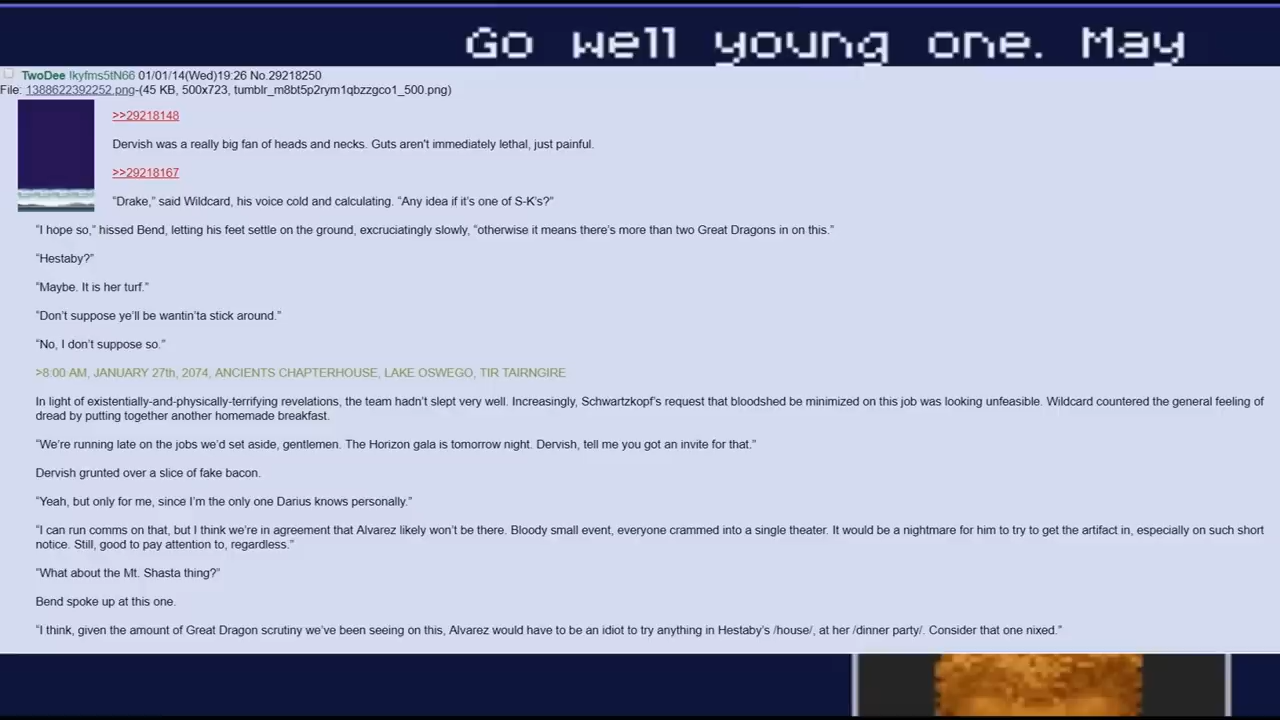 Go well young one. May
TwoDee !kyfms5tN66 01/01/14(Wed)19:26 No.29218250
File: 1388622392252.png-(45 KB, 500x723, tumblr_m8bt5p2rym1qbzzgco1_500.png)
>>29218148
Dervish was a really big fan of heads and necks. Guts aren't immediately lethal, just painful.
>>29218167
“Drake,” said Wildcard, his voice cold and calculating. “Any idea if it’s one of S-K’s?”
“I hope so,” hissed Bend, letting his feet settle on the ground, excruciatingly slowly, “otherwise it means there’s more than two Great Dragons in on this.”
“Hestaby?”
“Maybe. It is her turf.”
“Don’t suppose ye’ll be wantin’ta stick around.”
“No, I don’t suppose so.”
>8:00 AM, JANUARY 27th, 2074, ANCIENTS CHAPTERHOUSE, LAKE OSWEGO, TIR TAIRNGIRE
In light of existentially-and-physically-terrifying revelations, the team hadn’t slept very well. Increasingly, Schwartzkopf’s request that bloodshed be minimized on this job was looking unfeasible. Wildcard countered the general feeling of
dread by putting together another homemade breakfast.
“We’re running late on the jobs we’d set aside, gentlemen. The Horizon gala is tomorrow night. Dervish, tell me you got an invite for that.”
Dervish grunted over a slice of fake bacon.
“Yeah, but only for me, since I’m the only one Darius knows personally.”
“I can run comms on that, but I think we’re in agreement that Alvarez likely won’t be there. Bloody small event, everyone crammed into a single theater. It would be a nightmare for him to try to get the artifact in, especially on such short
notice. Still, good to pay attention to, regardless.”
“What about the Mt. Shasta thing?”
Bend spoke up at this one.
“I think, given the amount of Great Dragon scrutiny we’ve been seeing on this, Alvarez would have to be an idiot to try anything in Hestaby’s /house/, at her /dinner party/. Consider that one nixed.”